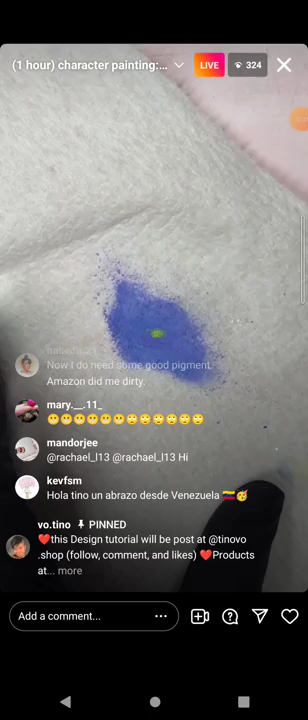 (1 hour) character painting:...
LIVE
324
Now I do need some good pigment.
Amazon did me dirty.
mary.__.11_
😬😬😬😬😬😬🙄🙄🙄🙄🙄🙄
mandorjee
@rachael_l13 @rachael_l13 Hi
kevfsm
Hola tino un abrazo desde Venezuela 🇻🇪🥳
vo.tino PINNED
❤️this Design tutorial will be post at @tinovo
.shop (follow, comment, and likes) ❤️Products
at... more
Add a comment...